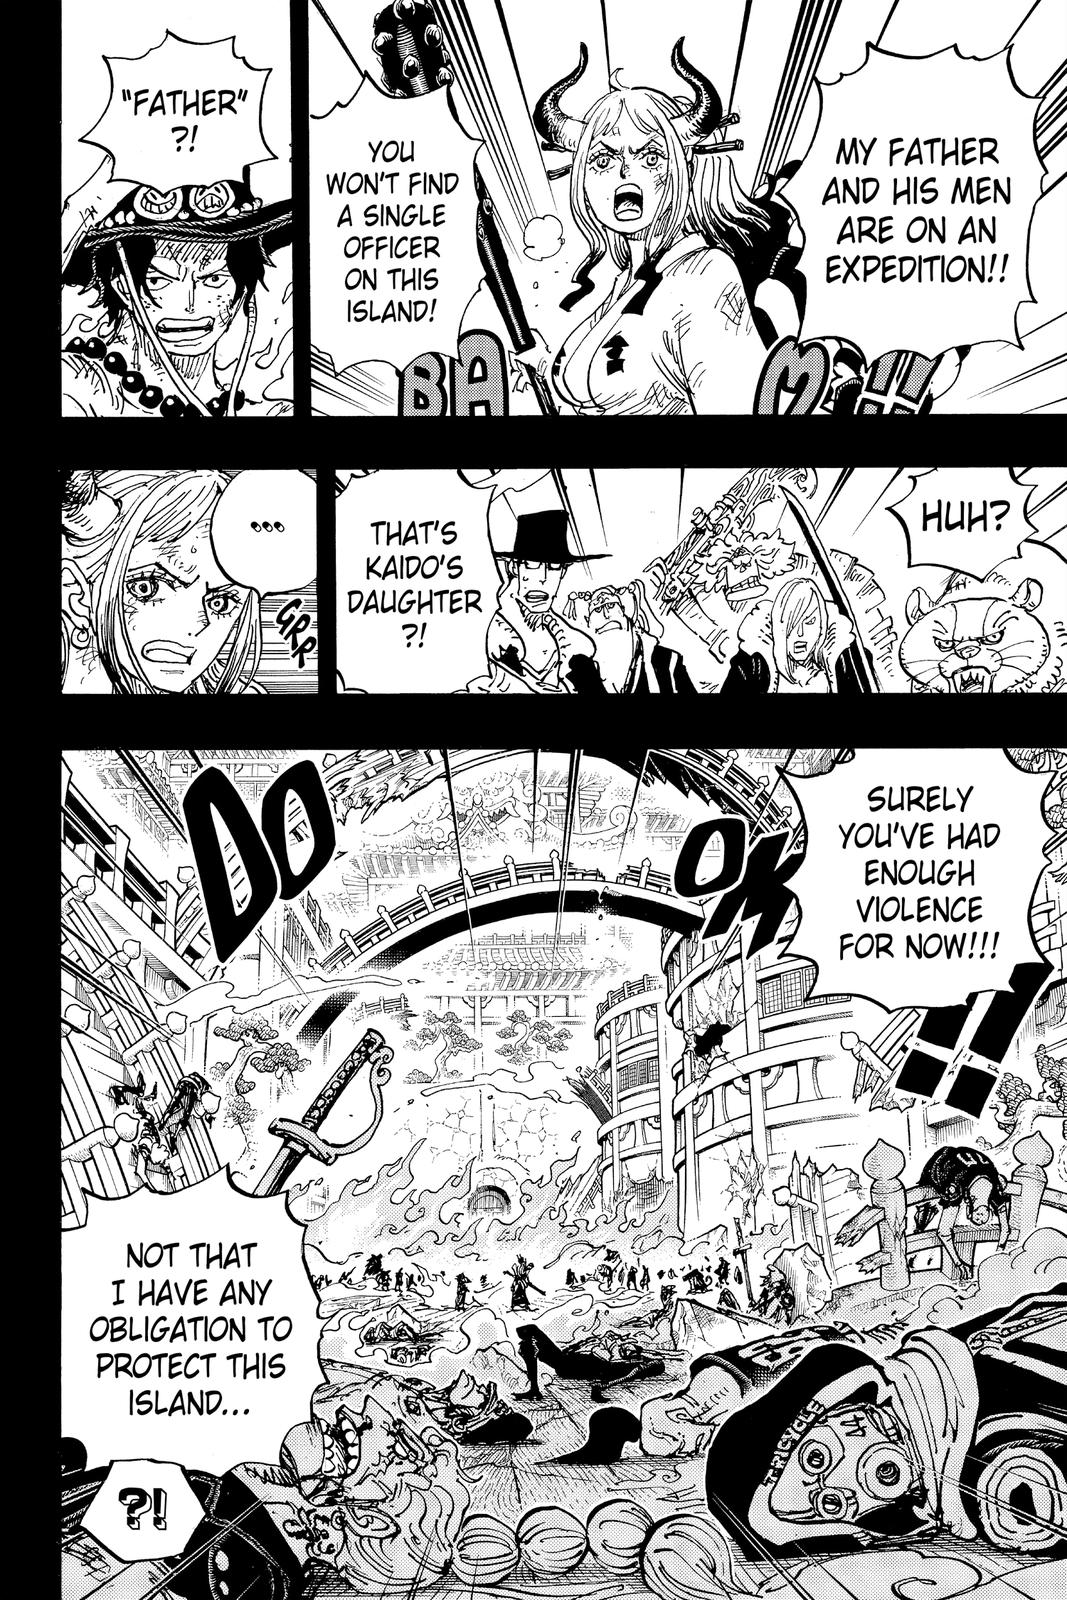 MY FATHER
AND HIS MEN
ARE ON AN
EXPEDITION!!
YOU
WON'T FIND
A SINGLE
OFFICER
ON THIS
ISLAND!
BA
M!!
"FATHER"
?!
HUH?
THAT'S
KAIDO'S
DAUGHTER
?!
...
GRR
SURELY
YOU'VE HAD
ENOUGH
VIOLENCE
FOR NOW!!!
DOOM!!
NOT THAT
I HAVE ANY
OBLIGATION TO
PROTECT THIS
ISLAND...
TRICYCLE
?!